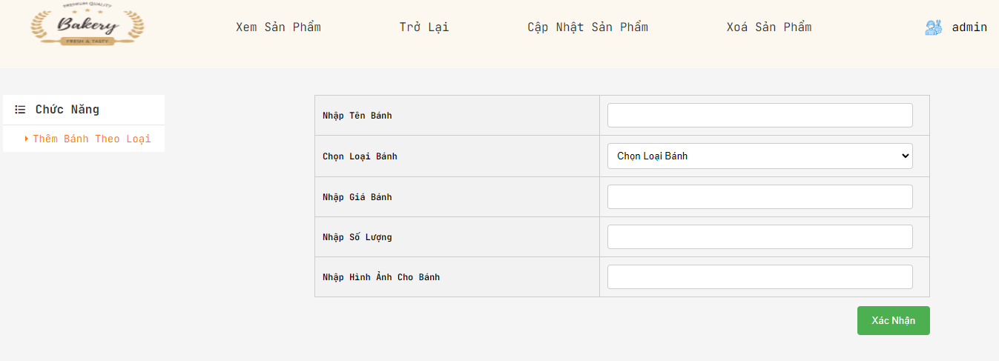 PREMIUM QUALITY
Bakery
FRESH & TASTY
Xem Sản Phẩm
Trở Lại
Cập Nhật Sản Phẩm
Xoá Sản Phẩm
admin
Chức Năng
Thêm Bánh Theo Loại
Nhập Tên Bánh
Chọn Loại Bánh
Chọn Loại Bánh
Nhập Giá Bánh
Nhập Số Lượng
Nhập Hình Ảnh Cho Bánh
Xác Nhận